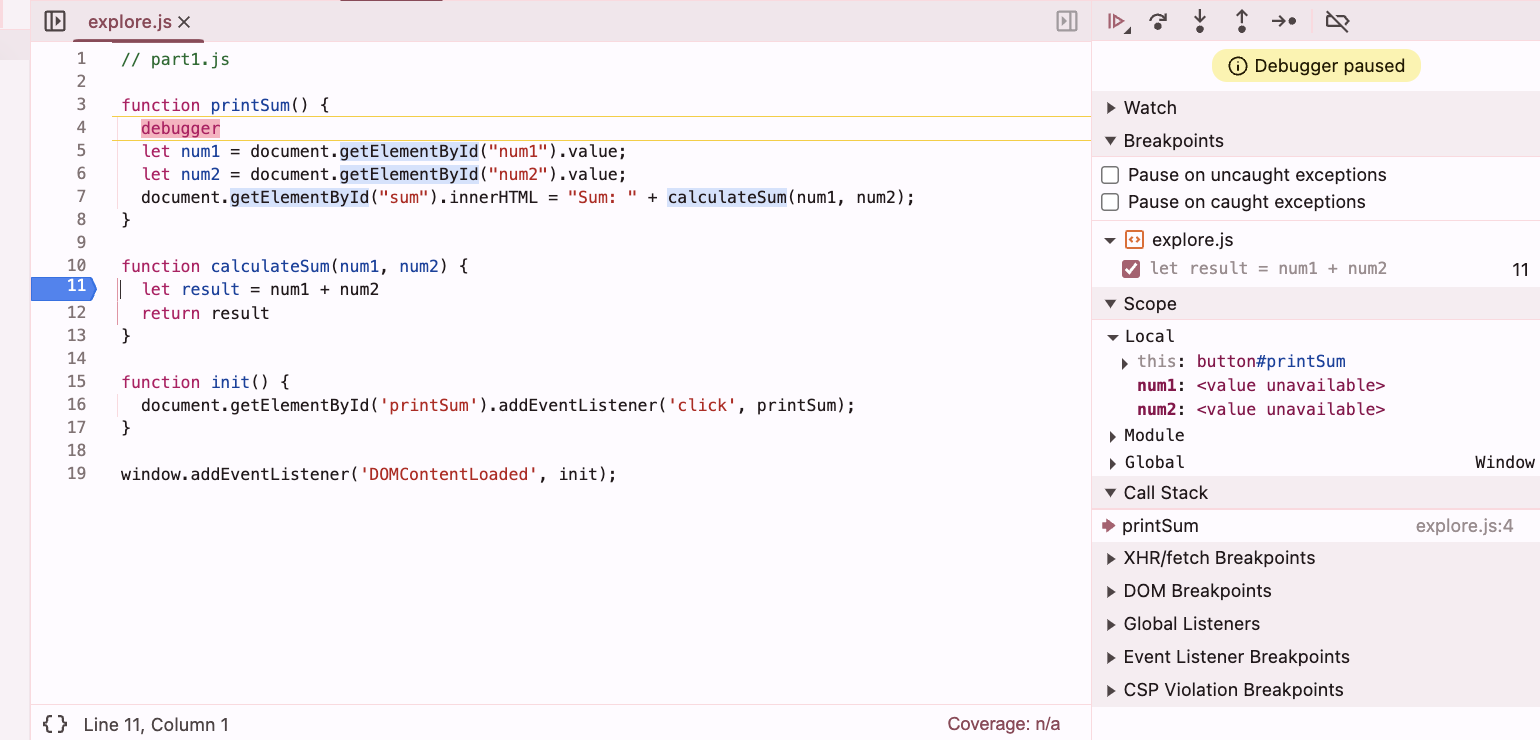 explore.js
1 // part1.js
2
3 function printSum() {
4 debugger
5 let num1 = document.getElementById("num1").value;
6 let num2 = document.getElementById("num2").value;
7 document.getElementById("sum").innerHTML = "Sum: " + calculateSum(num1, num2);
8 }
9
10 function calculateSum(num1, num2) {
11 let result = num1 + num2
12 return result
13 }
14
15 function init() {
16 document.getElementById('printSum').addEventListener('click', printSum);
17 }
18
19 window.addEventListener('DOMContentLoaded', init);
{ } Line 11, Column 1
Coverage: n/a
Debugger paused
Watch
Breakpoints
Pause on uncaught exceptions
Pause on caught exceptions
explore.js
let result = num1 + num2 11
Scope
Local
this: button#printSum
num1: <value unavailable>
num2: <value unavailable>
Module
Global Window
Call Stack
printSum explore.js:4
XHR/fetch Breakpoints
DOM Breakpoints
Global Listeners
Event Listener Breakpoints
CSP Violation Breakpoints